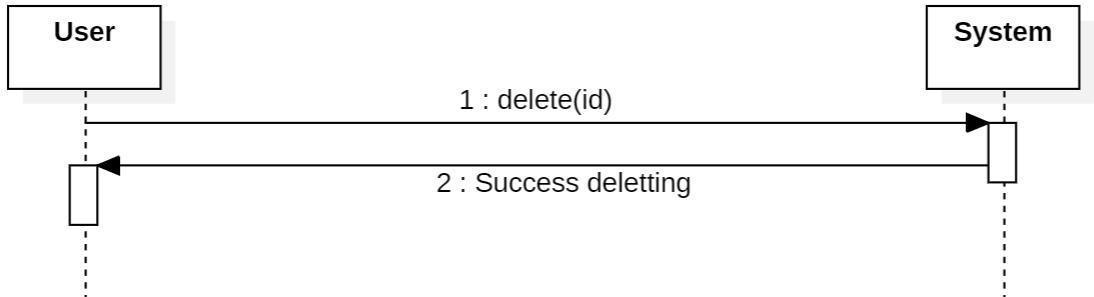 User
System
1 : delete(id)
2 : Success deletting